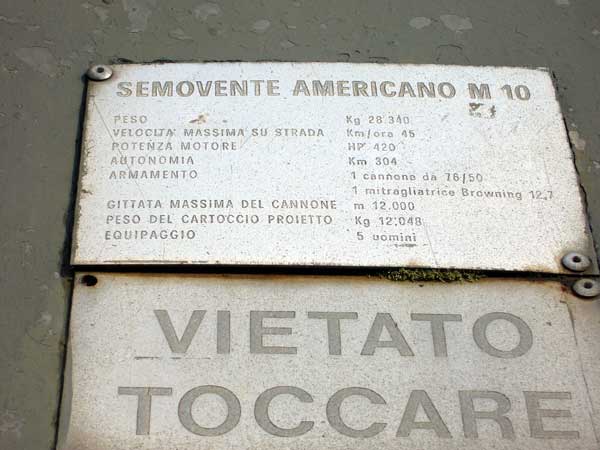 SEMOVENTE AMERICANO M 10
PESO Kg 28 340
VELOCITA' MASSIMA SU STRADA Km/ora 45
POTENZA MOTORE HP 420
AUTONOMIA Km 304
ARMAMENTO 1 cannone da 76/50
1 mitragliatrice Browning 12,7
GITTATA MASSIMA DEL CANNONE m 12.000
PESO DEL CARTOCCIO PROIETTO Kg 12,048
EQUIPAGGIO 5 uomini
VIETATO
TOCCARE